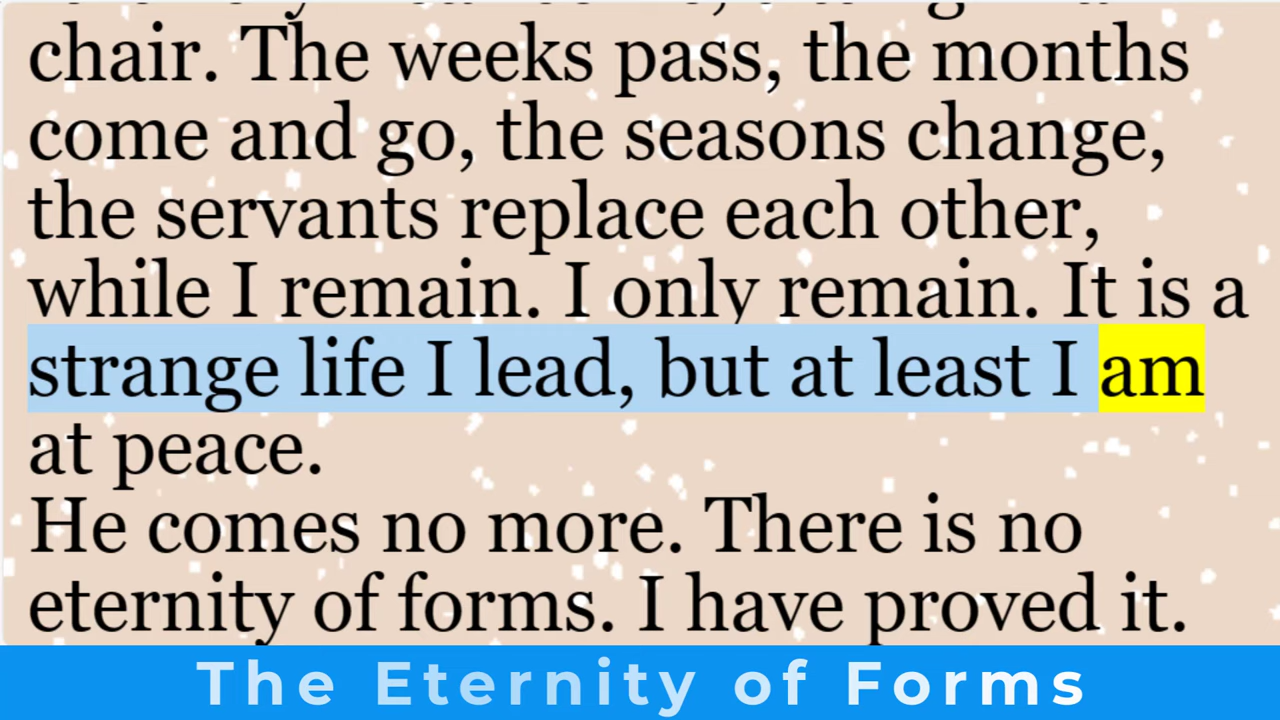 chair. The weeks pass, the months
come and go, the seasons change,
the servants replace each other,
while I remain. I only remain. It is a
strange life I lead, but at least I am
at peace.
He comes no more. There is no
eternity of forms. I have proved it.
The Eternity of Forms